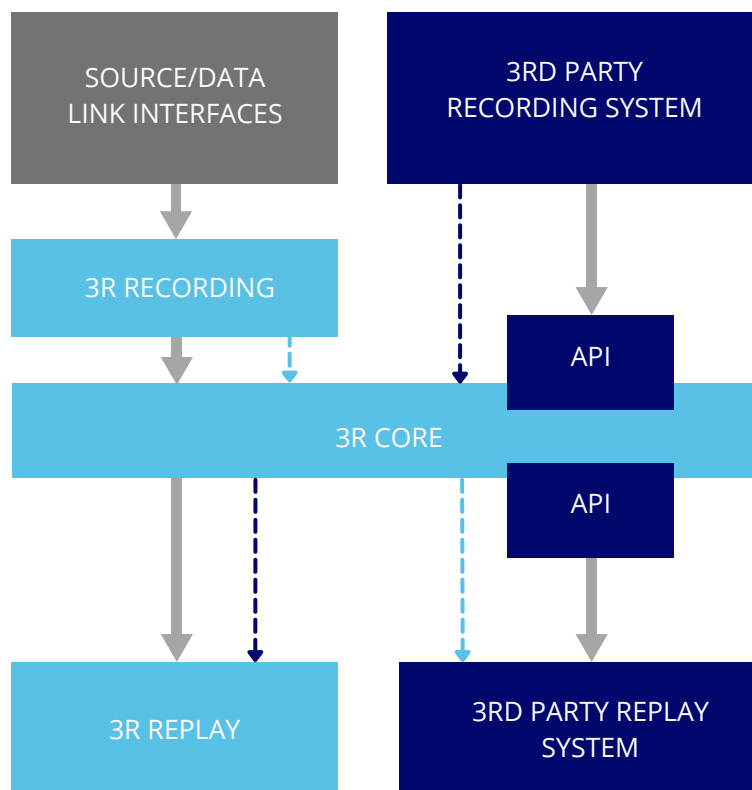 SOURCE/DATA
LINK INTERFACES
3RD PARTY
RECORDING SYSTEM
3R RECORDING
API
3R CORE
API
3R REPLAY
3RD PARTY REPLAY
SYSTEM